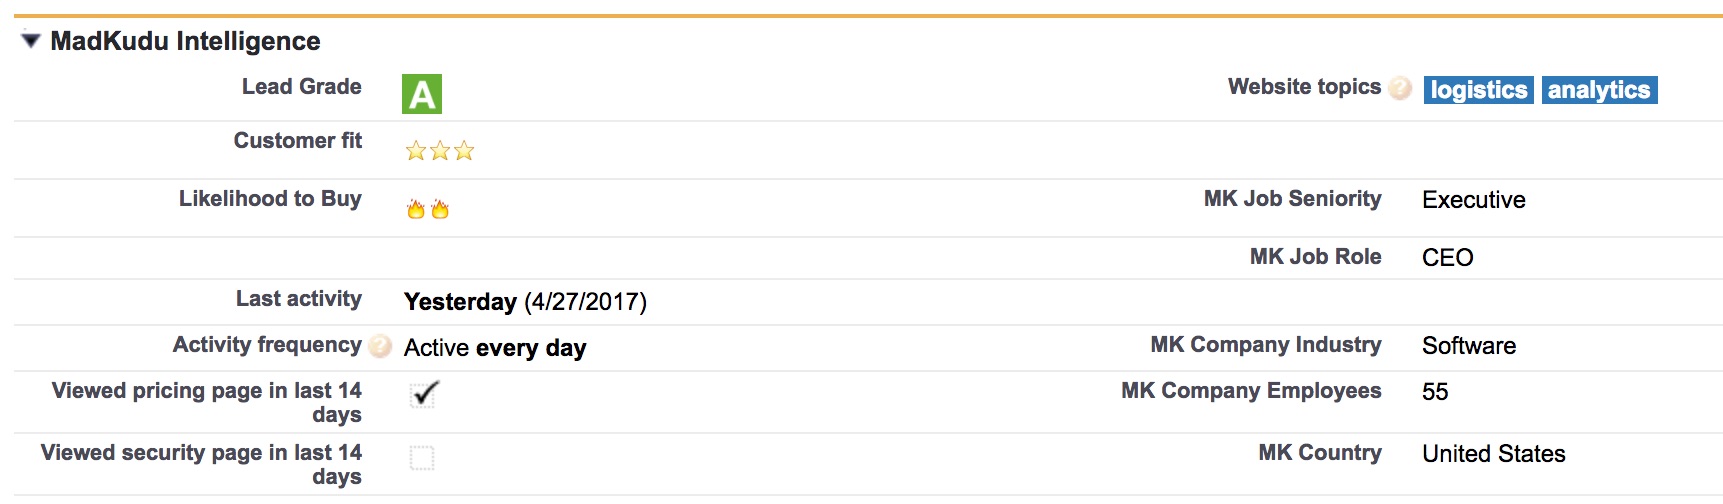 MadKudu Intelligence
Lead Grade A Website topics ? logistics analytics
Customer fit
Likelihood to Buy MK Job Seniority Executive
MK Job Role CEO
Last activity Yesterday (4/27/2017)
Activity frequency ? Active every day MK Company Industry Software
Viewed pricing page in last 14
days
MK Company Employees 55
Viewed security page in last 14
days
MK Country United States